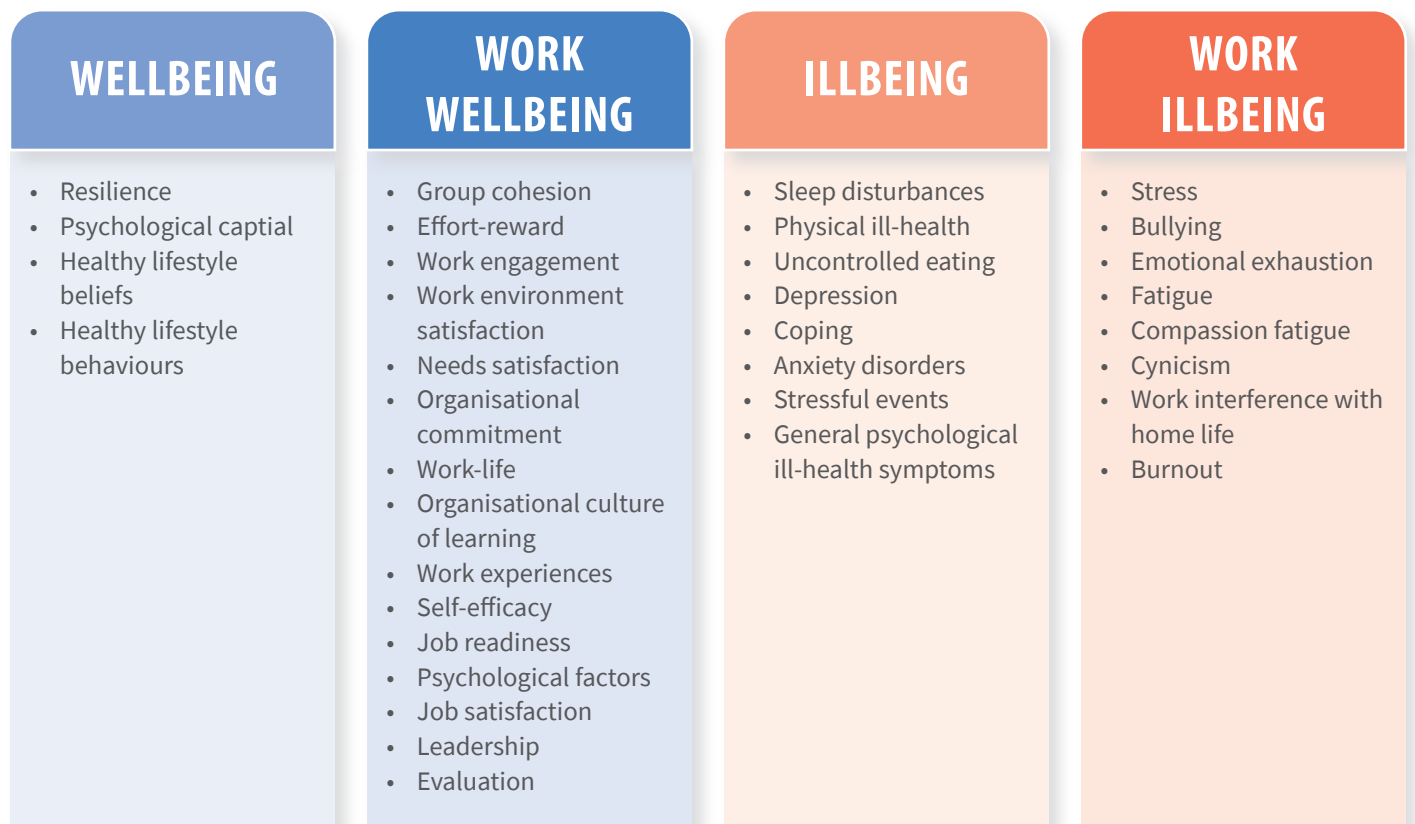 WELLBEING
• Resilience
• Psychological captial
• Healthy lifestyle
beliefs
• Healthy lifestyle
behaviours
WORK
WELLBEING
• Group cohesion
• Effort-reward
• Work engagement
• Work environment
satisfaction
• Needs satisfaction
• Organisational
commitment
• Work-life
• Organisational culture
of learning
• Work experiences
• Self-efficacy
• Job readiness
• Psychological factors
• Job satisfaction
• Leadership
• Evaluation
ILLBEING
• Sleep disturbances
• Physical ill-health
• Uncontrolled eating
• Depression
• Coping
• Anxiety disorders
• Stressful events
• General psychological
ill-health symptoms
WORK
ILLBEING
• Stress
• Bullying
• Emotional exhaustion
• Fatigue
• Compassion fatigue
• Cynicism
• Work interference with
home life
• Burnout